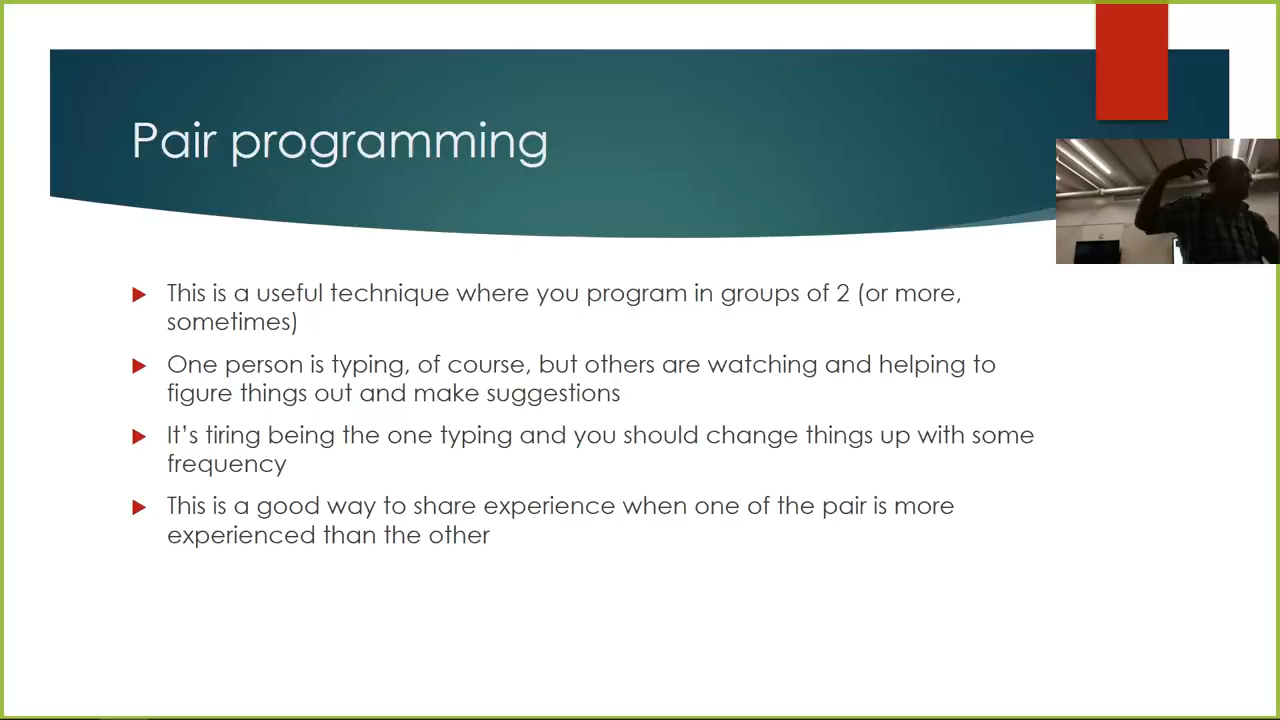 Pair programming
This is a useful technique where you program in groups of 2 (or more,
sometimes)
One person is typing, of course, but others are watching and helping to
figure things out and make suggestions
It’s tiring being the one typing and you should change things up with some
frequency
This is a good way to share experience when one of the pair is more
experienced than the other